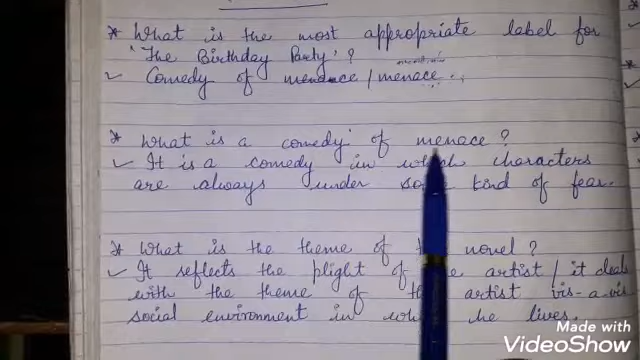 * What is the most appropriate label for
'The Birthday Party'?
✓ Comedy of menace / menace
* What is a comedy of menace?
✓ It is a comedy in which characters
are always under some kind of fear.
* What is the theme of the novel?
✓ It reflects the plight of the artist / it deals
with the theme of the artist vis-a-vis
social environment in which he lives.
Made with
VideoShow